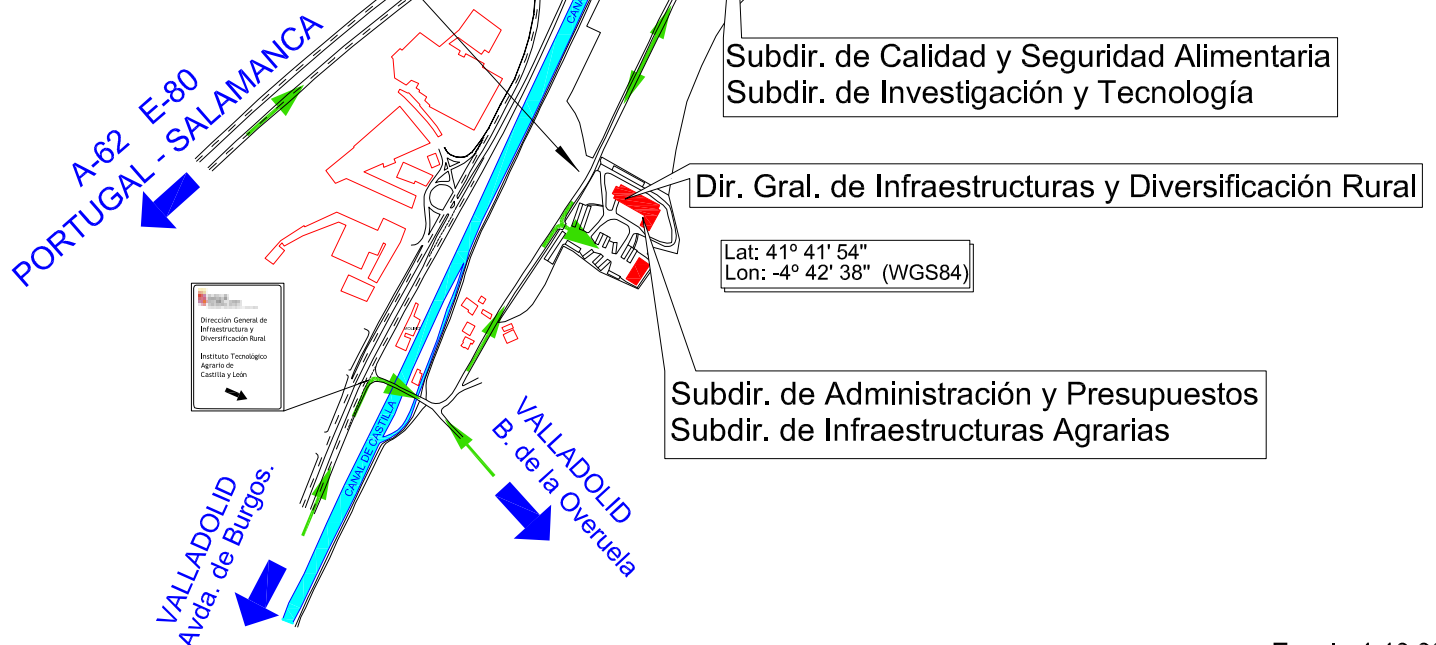 CANA
Subdir. de Calidad y Seguridad Alimentaria
Subdir. de Investigación y Tecnología
A-62 E-80
PORTUGAL - SALAMANCA
Dir. Gral. de Infraestructuras y Diversificación Rural
Lat: 41º 41' 54"
Lon: -4º 42' 38" (WGS84)
Dirección General de
Infraestructura y
Diversificación Rural
Instituto Tecnológico
Agrario de
Castilla y León
Subdir. de Administración y Presupuestos
Subdir. de Infraestructuras Agrarias
CANAL DE CASTILLA
VALLADOLID
B. de la Overuela
VALLADOLID
Avda. de Burgos.